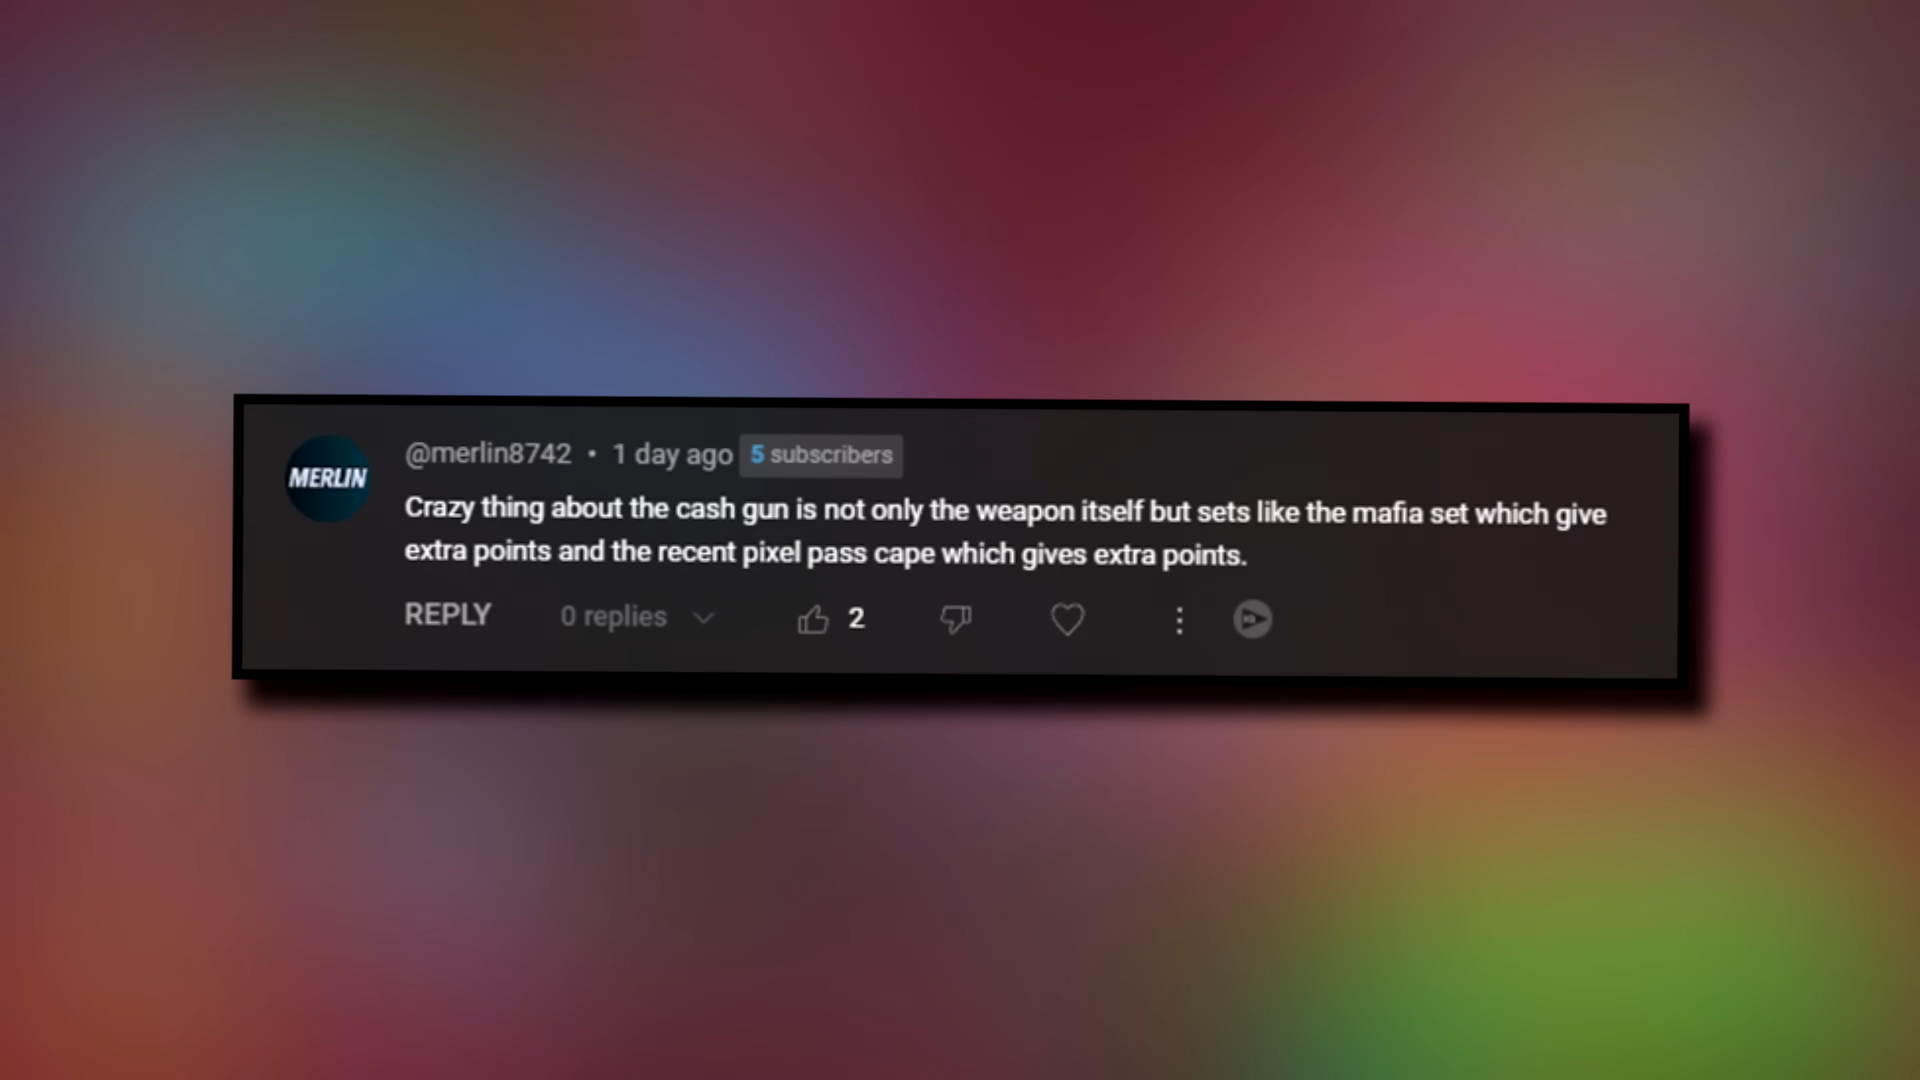 MERLIN
@merlin8742 • 1 day ago 5 subscribers
Crazy thing about the cash gun is not only the weapon itself but sets like the mafia set which give
extra points and the recent pixel pass cape which gives extra points.
REPLY 0 replies 2